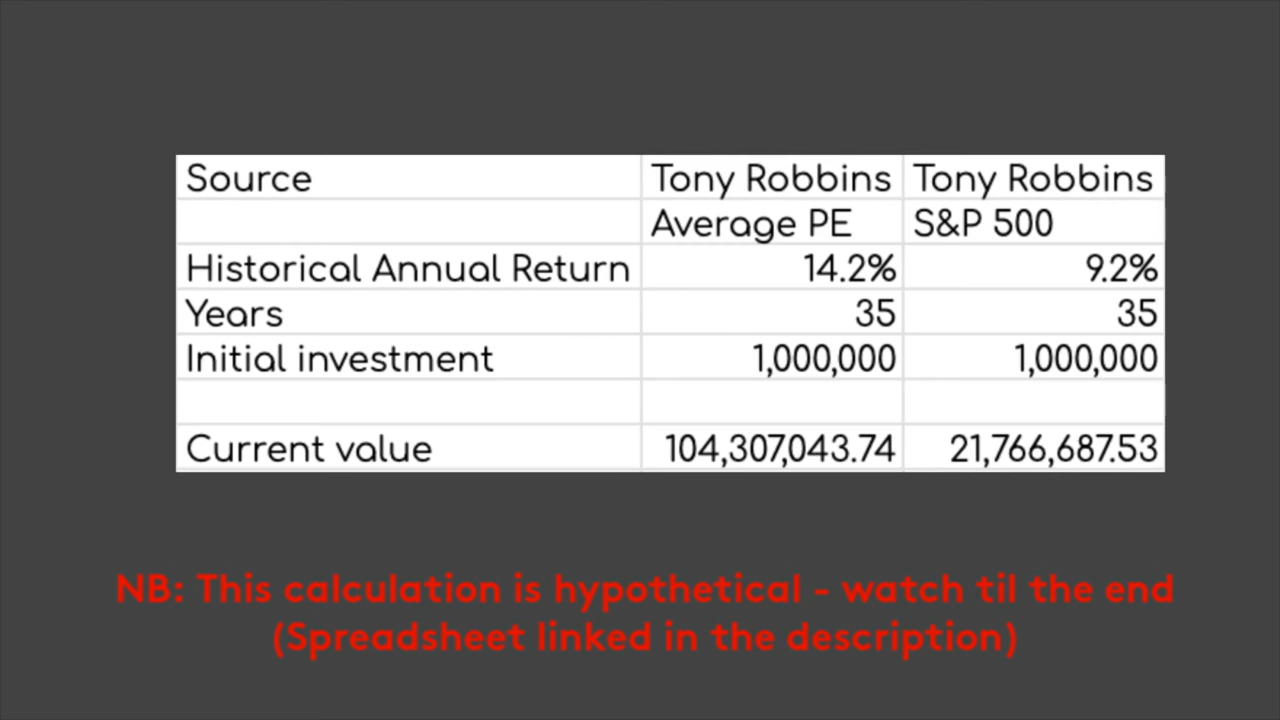 Source Tony Robbins Tony Robbins
Average PE S&P 500
Historical Annual Return 14.2% 9.2%
Years 35 35
Initial investment 1,000,000 1,000,000
Current value 104,307,043.74 21,766,687.53
NB: This calculation is hypothetical - watch til the end
(Spreadsheet linked in the description)